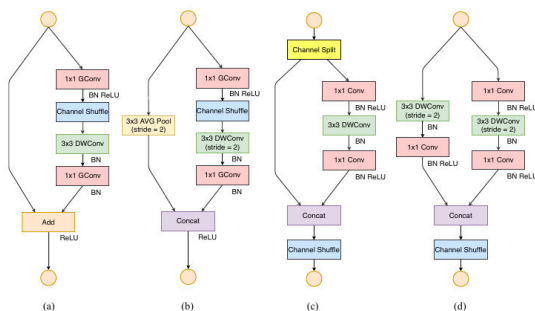 1x1 GConv
BN ReLU
Channel Shuffle
3x3 DWConv
BN
1x1 GConv
BN
Add
ReLU
(a)
1x1 GConv
BN ReLU
3x3 AVG Pool
(stride = 2)
Channel Shuffle
3x3 DWConv
(stride = 2)
BN
1x1 GConv
BN
Concat
ReLU
(b)
Channel Split
1x1 Conv
BN ReLU
3x3 DWConv
BN
1x1 Conv
BN ReLU
Concat
Channel Shuffle
(c)
3x3 DWConv
(stride = 2)
BN
1x1 Conv
BN ReLU
1x1 Conv
BN ReLU
3x3 DWConv
(stride = 2)
BN
1x1 Conv
BN ReLU
Concat
Channel Shuffle
(d)